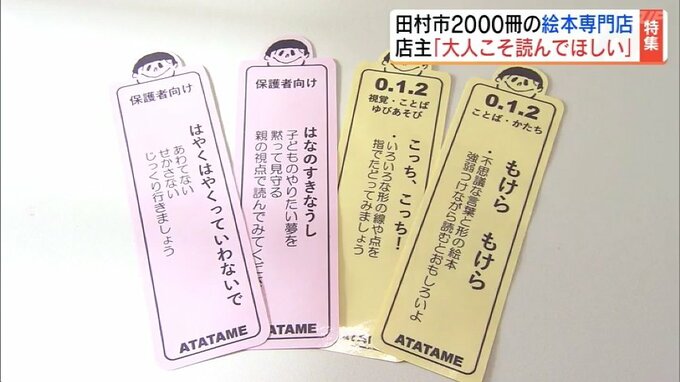 田村市2000冊の絵本専門店
店主「大人こそ読んでほしい」
特集
保護者向け
はやくはやくっていわないで
あわてない
せかさない
じっくり行きましょう
ATATAME
保護者向け
はなのすきなうし
子どものやりたい夢を
黙って見守る
親の視点で読んでみてくだ
ATATAME
0.1.2
視覚・ことば
ゆびあそび
こっち、こっち!
・いろいろな形の線や点を
指でたどってみましょう
0.1.2
ことば・かたち
もけら もけら
・不思議な言葉と形の絵本
強弱つけながら読むとおもしろいよ
ATATAME